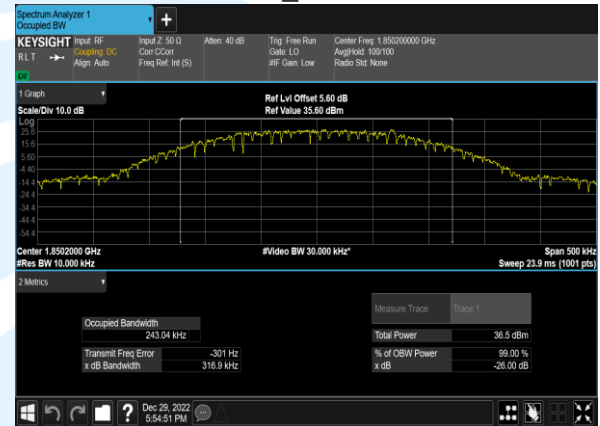 Spectrum Analyzer 1
Occupied BW
+
KEYSIGHT
Input: RF
Coupling: DC
Align: Auto
Input Z: 50 Ω
Corr CCorr
Freq Ref: Int (S)
Atten: 40 dB
Trig: Free Run
Gate: LO
#IF Gain: Low
Center Freq: 1.850200000 GHz
Avg|Hold: 100/100
Radio Std: None
R L T
LXI
1 Graph
Scale/Div 10.0 dB
Ref Lvl Offset 5.60 dB
Ref Value 35.60 dBm
Log
25.6
15.6
5.60
-4.40
-14.4
-24.4
-34.4
-44.4
-54.4
Center 1.8502000 GHz
#Res BW 10.000 kHz
#Video BW 30.000 kHz*
Span 500 kHz
Sweep 23.9 ms (1001 pts)
2 Metrics
Measure Trace
Trace 1
Occupied Bandwidth
243.04 kHz
Total Power
36.5 dBm
Transmit Freq Error
-301 Hz
% of OBW Power
99.00 %
x dB Bandwidth
316.9 kHz
x dB
-26.00 dB
?
Dec 29, 2022
5:54:51 PM